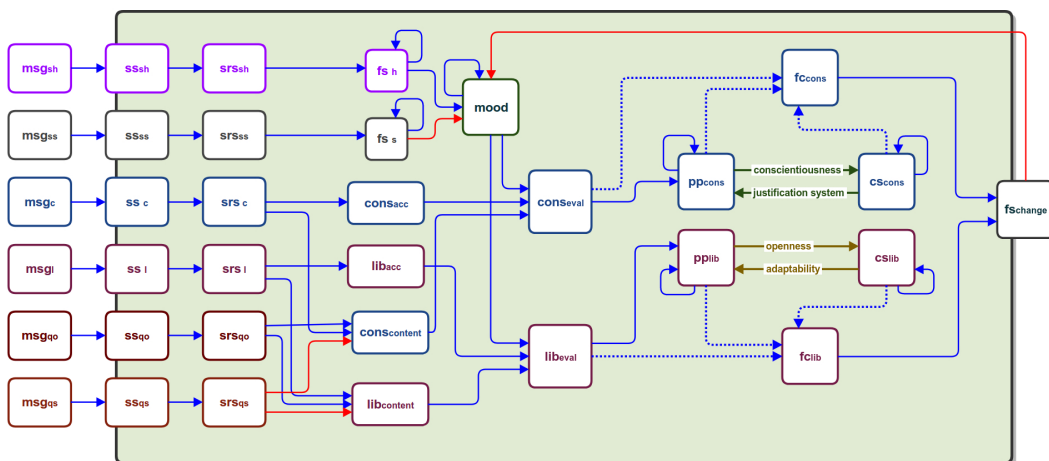 msgsh sssh srssh fs h mood fccons
msgss ssss srsss fs s
conscientiousness
justification system
ppcons cscons
msgc ss c srs c consacc conseval fschange
msgl ss l srs l libacc
openness
adaptability
pplib cslib
msgqo ssqo srsqo conscontent libeval fclib
msgqs ssqs srsqs libcontent